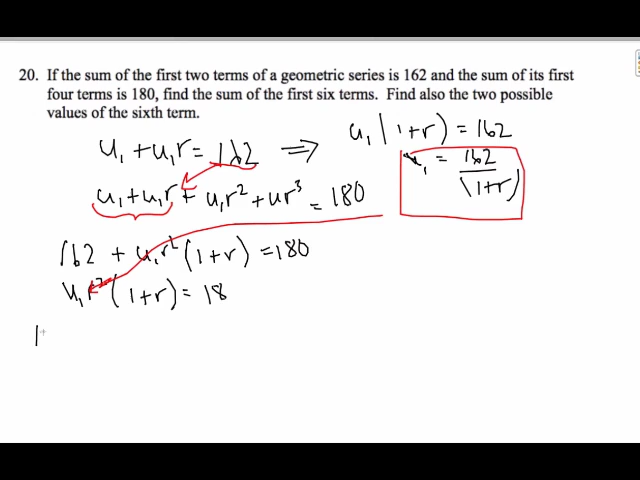 20. If the sum of the first two terms of a geometric series is 162 and the sum of its first
four terms is 180, find the sum of the first six terms. Find also the two possible
values of the sixth term.
u₁ + u₁r = 162 ⇒ u₁(1+r) = 162
u₁ = 162/(1+r)
u₁ + u₁r + u₁r² + ur³ = 180
162 + u₁r²(1+r) = 180
u₁r²(1+r) = 18